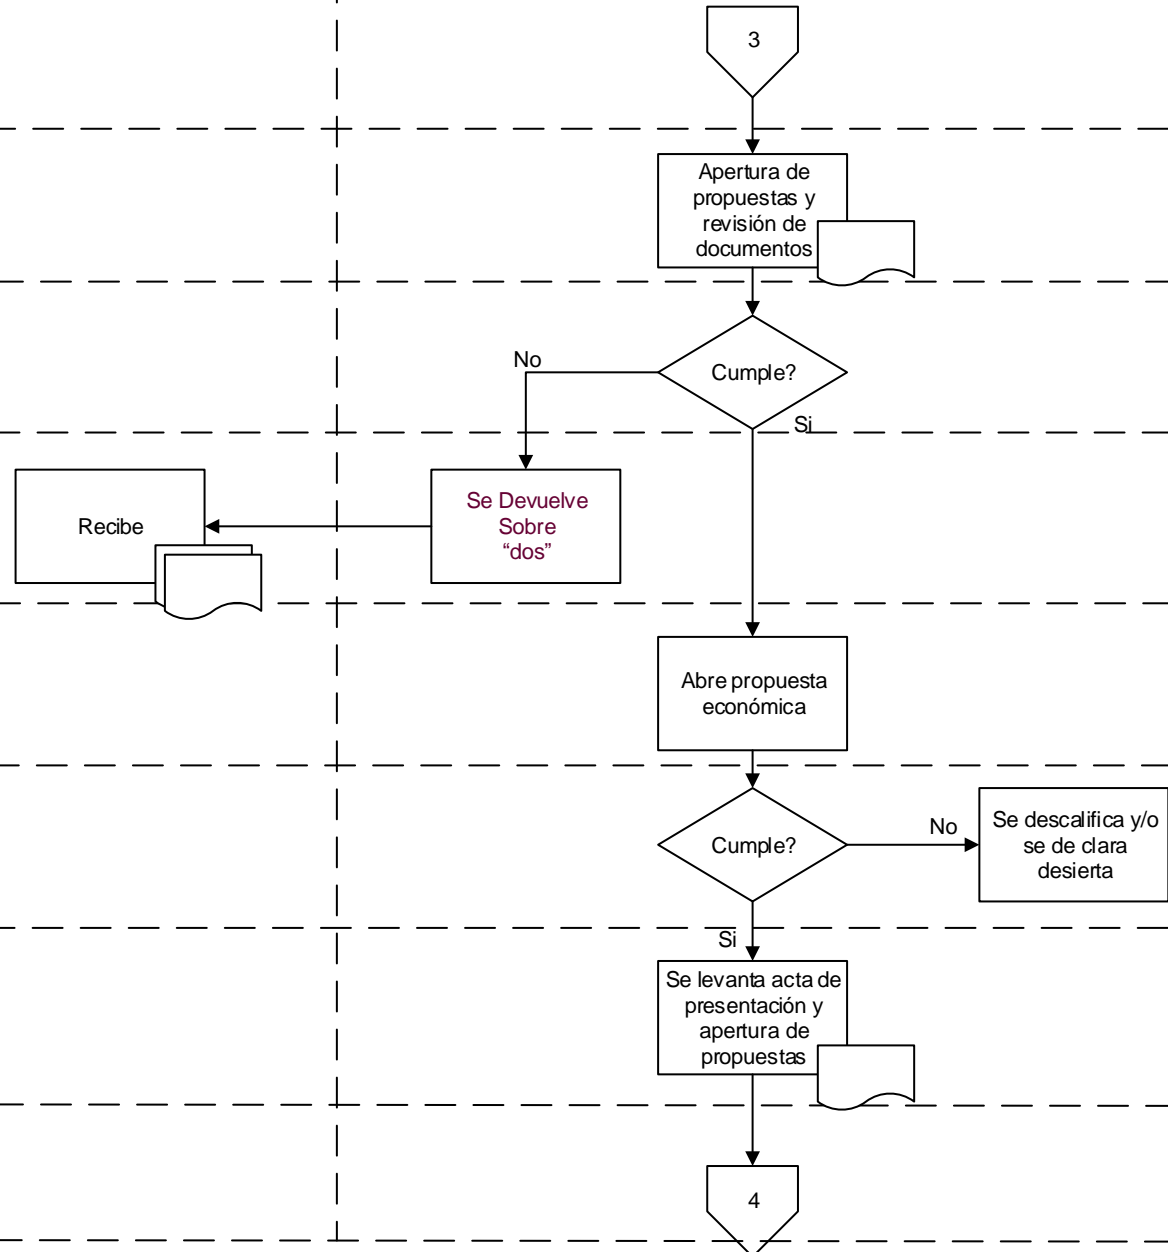 3
Apertura de
propuestas y
revisión de
documentos
Cumple?
No
Si
Recibe
Se Devuelve
Sobre
“dos”
Abre propuesta
económica
Cumple?
No
Se descalifica y/o
se de clara
desierta
Si
Se levanta acta de
presentación y
apertura de
propuestas
4